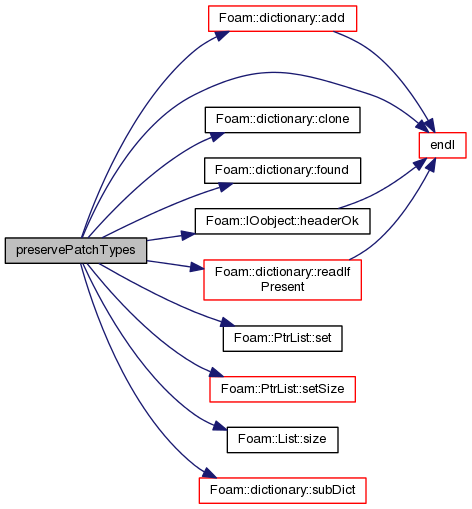 Foam::dictionary::add
Foam::dictionary::clone
endl
Foam::dictionary::found
Foam::IOobject::headerOk
preservePatchTypes
Foam::dictionary::readIf
Present
Foam::PtrList::set
Foam::PtrList::setSize
Foam::List::size
Foam::dictionary::subDict